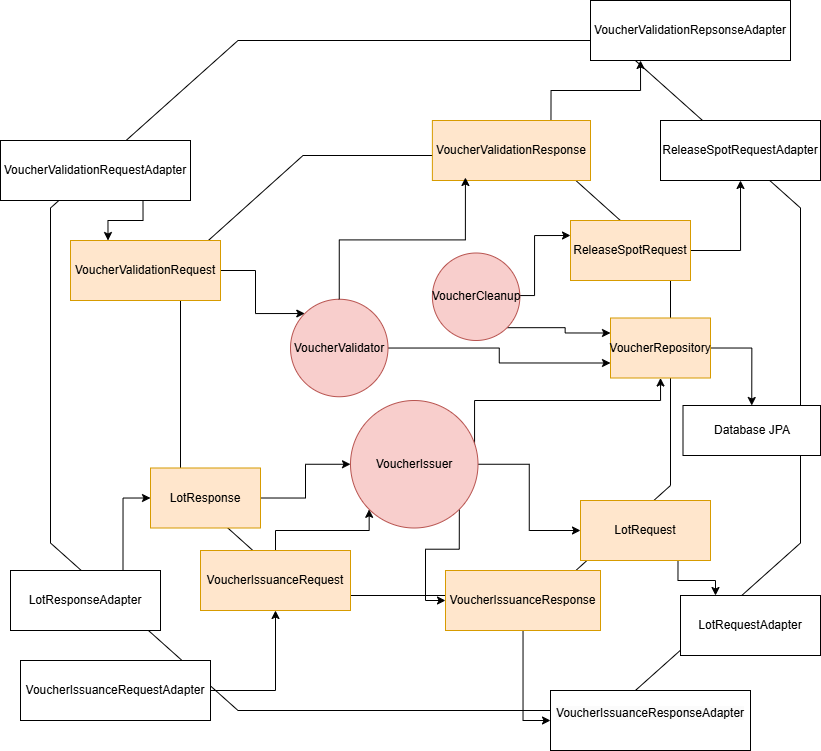 VoucherValidationRepsonseAdapter
VoucherValidationRequestAdapter
VoucherValidationResponse
ReleaseSpotRequestAdapter
VoucherValidationRequest
ReleaseSpotRequest
VoucherCleanup
VoucherValidator
VoucherRepository
Database JPA
VoucherIssuer
LotResponse
LotRequest
VoucherIssuanceRequest
LotResponseAdapter
VoucherIssuanceResponse
LotRequestAdapter
VoucherIssuanceRequestAdapter
VoucherIssuanceResponseAdapter